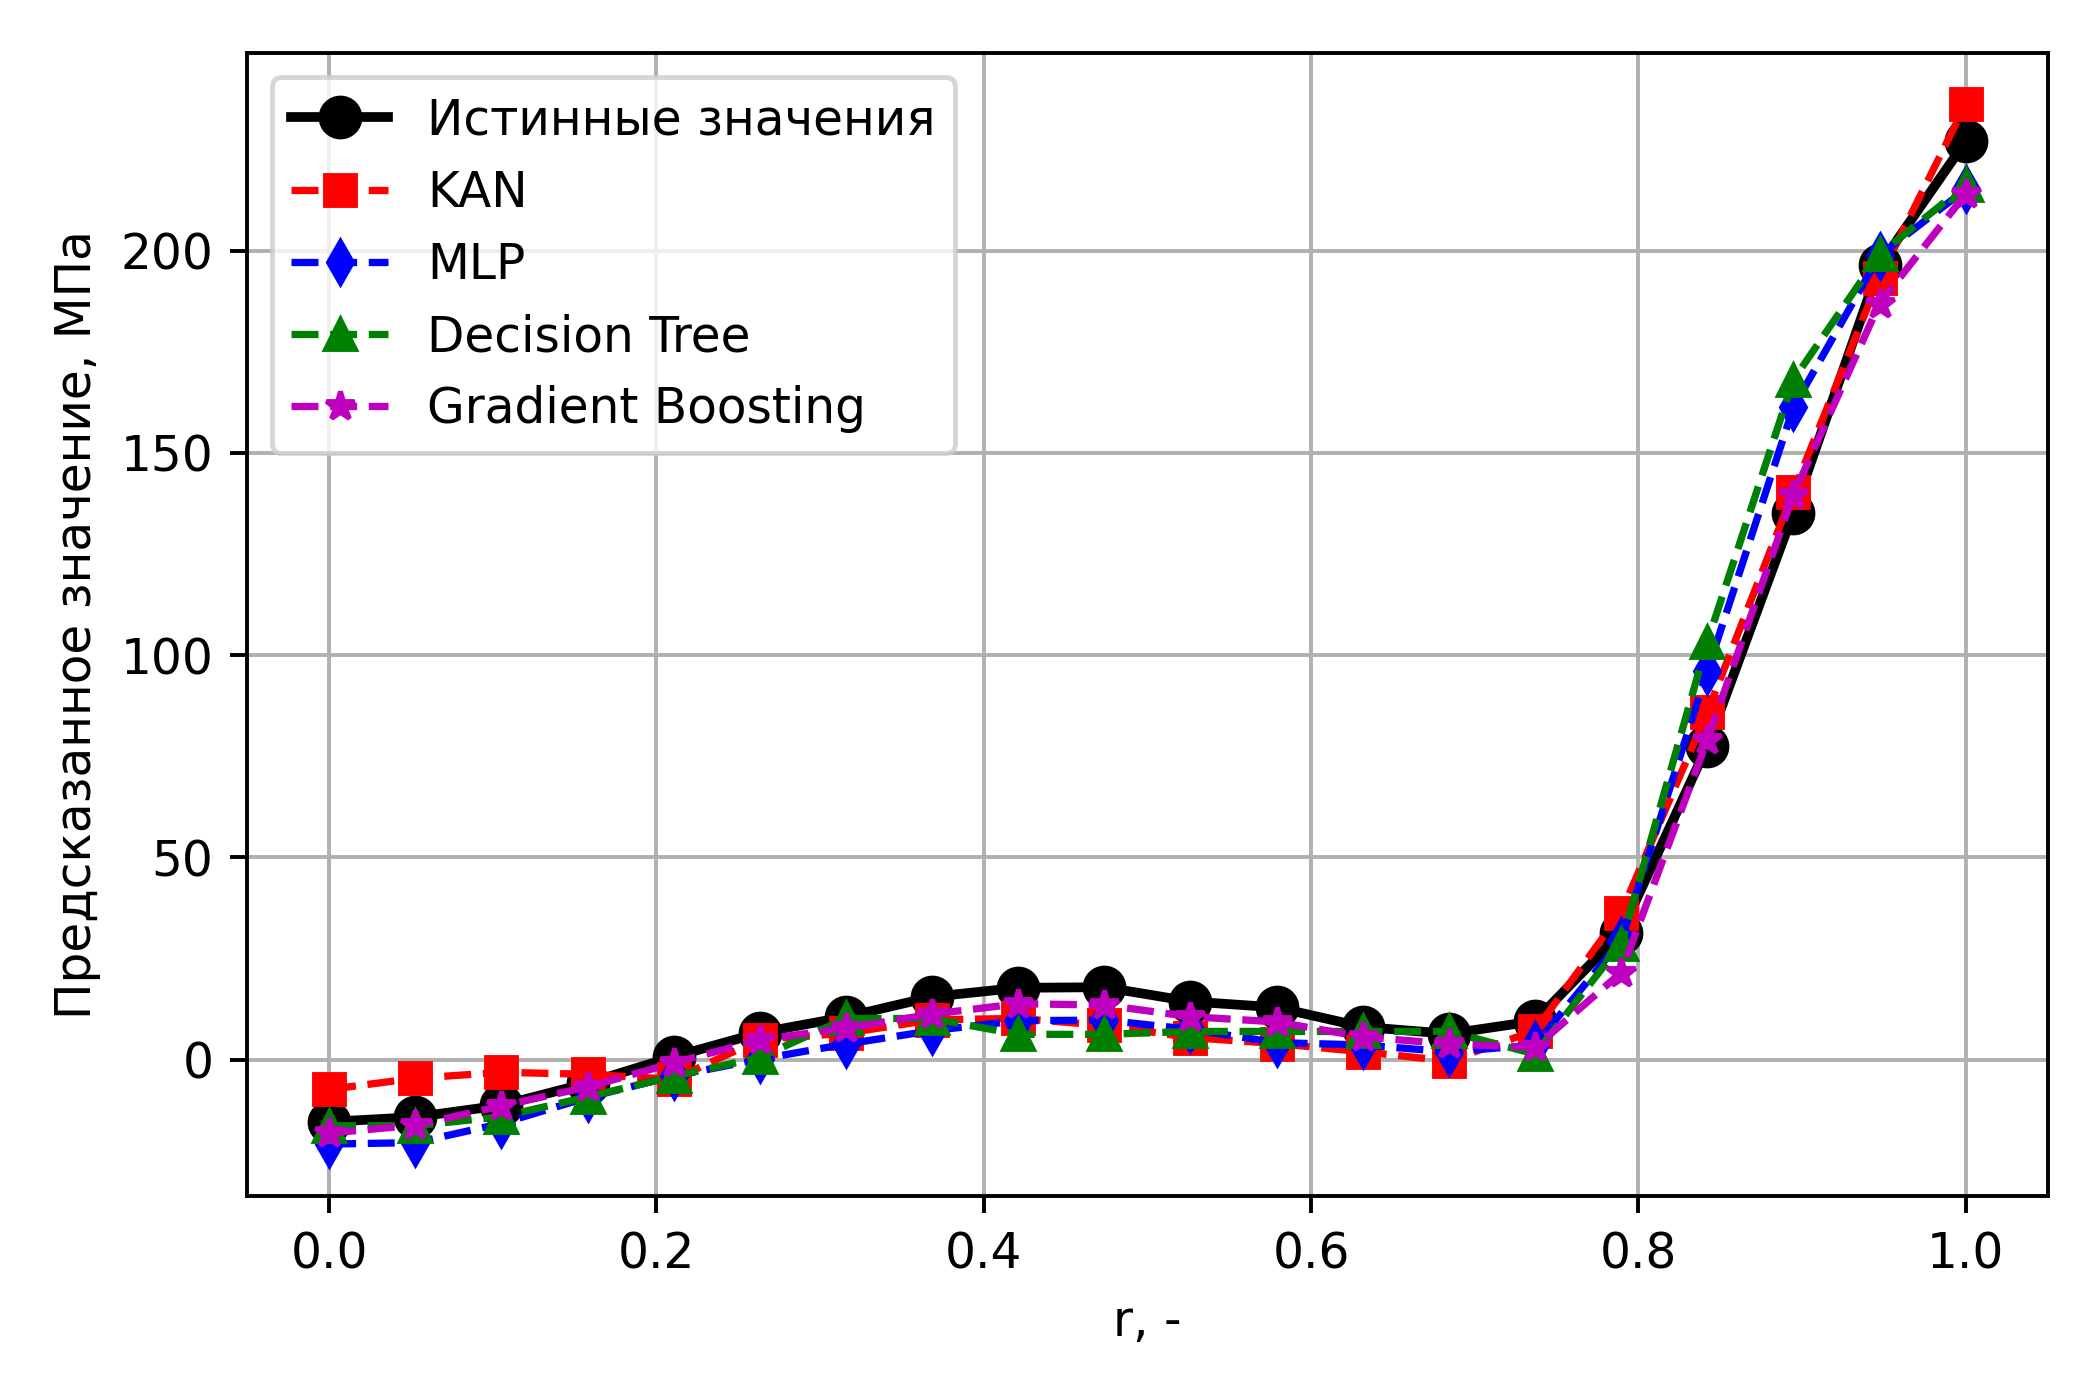 Истинные значения
KAN
MLP
Decision Tree
Gradient Boosting
Предсказанное значение, МПа
200
150
100
50
0
0.0 0.2 0.4 0.6 0.8 1.0
r, -